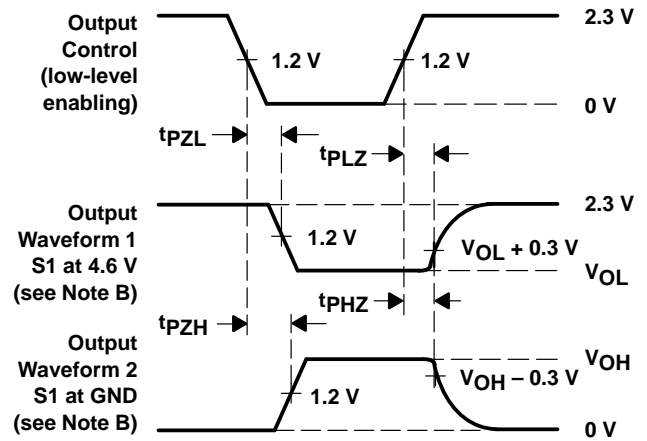 Output
Control
(low-level
enabling)
2.3 V
1.2 V
1.2 V
0 V
tPZL
tPLZ
Output
Waveform 1
S1 at 4.6 V
(see Note B)
2.3 V
1.2 V
VOL + 0.3 V
VOL
tPHZ
tPZH
Output
Waveform 2
S1 at GND
(see Note B)
VOH
VOH – 0.3 V
1.2 V
0 V